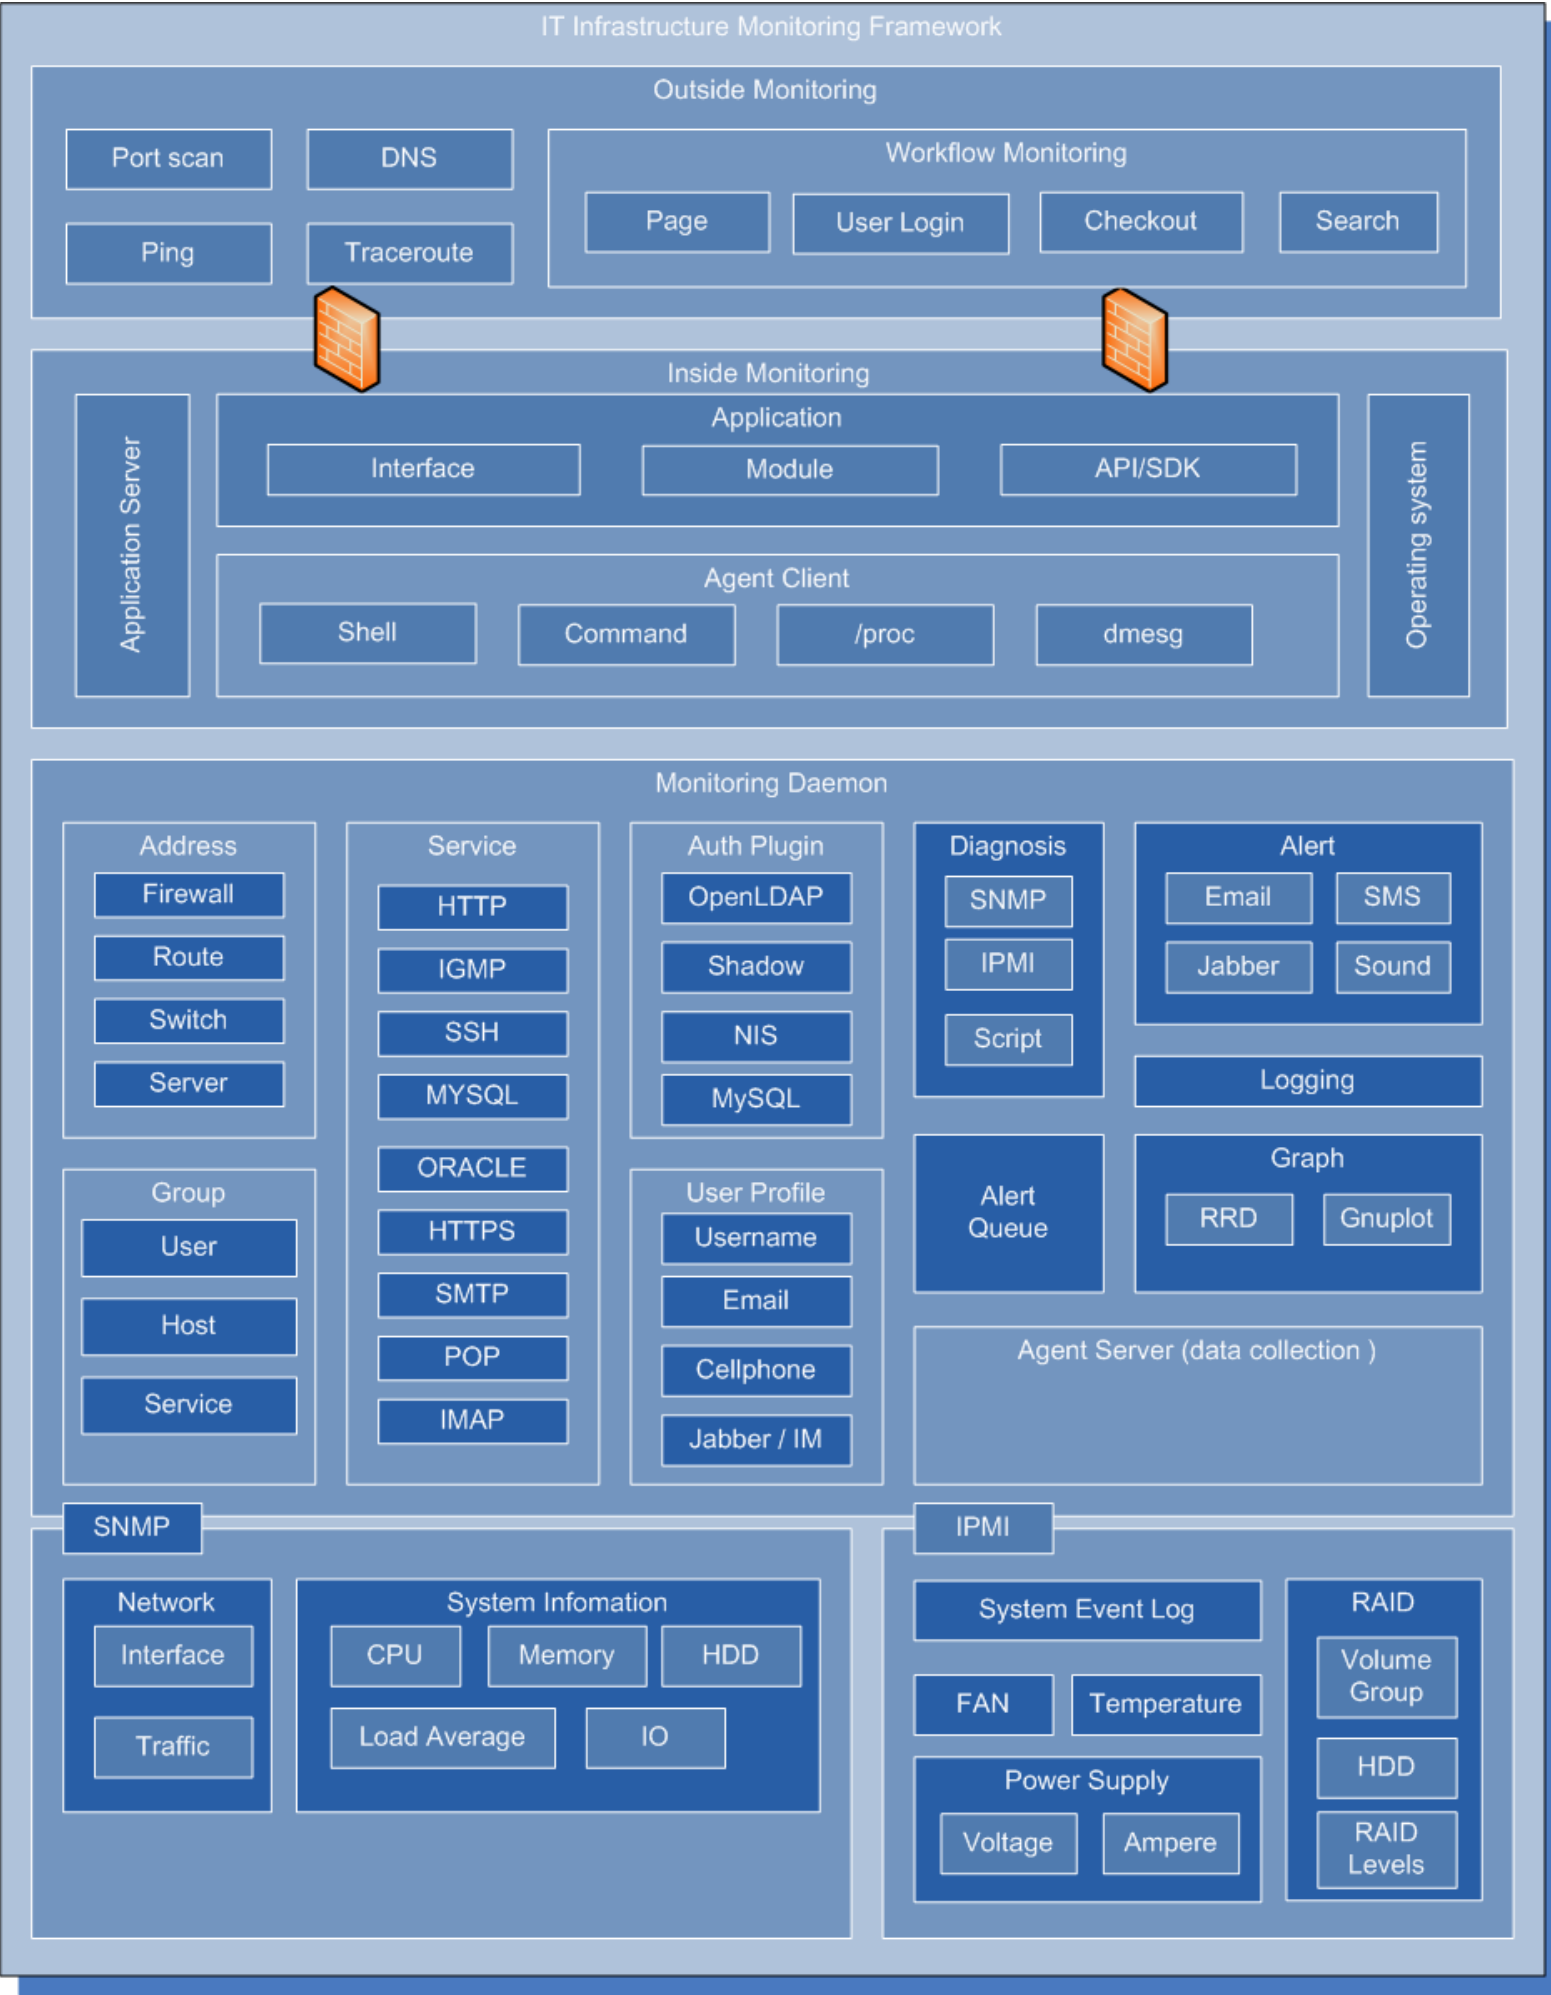 IT Infrastructure Monitoring Framework
Outside Monitoring
Port scan
DNS
Ping
Traceroute
Workflow Monitoring
Page
User Login
Checkout
Search
Inside Monitoring
Application Server
Application
Interface
Module
API/SDK
Agent Client
Shell
Command
/proc
dmesg
Operating system
Monitoring Daemon
Address
Firewall
Route
Switch
Server
Group
User
Host
Service
Service
HTTP
IGMP
SSH
MYSQL
ORACLE
HTTPS
SMTP
POP
IMAP
Auth Plugin
OpenLDAP
Shadow
NIS
MySQL
User Profile
Username
Email
Cellphone
Jabber / IM
Diagnosis
SNMP
IPMI
Script
Alert
Email
SMS
Jabber
Sound
Logging
Alert
Queue
Graph
RRD
Gnuplot
Agent Server (data collection )
SNMP
Network
Interface
Traffic
System Infomation
CPU
Memory
HDD
Load Average
IO
IPMI
System Event Log
FAN
Temperature
Power Supply
Voltage
Ampere
RAID
Volume
Group
HDD
RAID
Levels